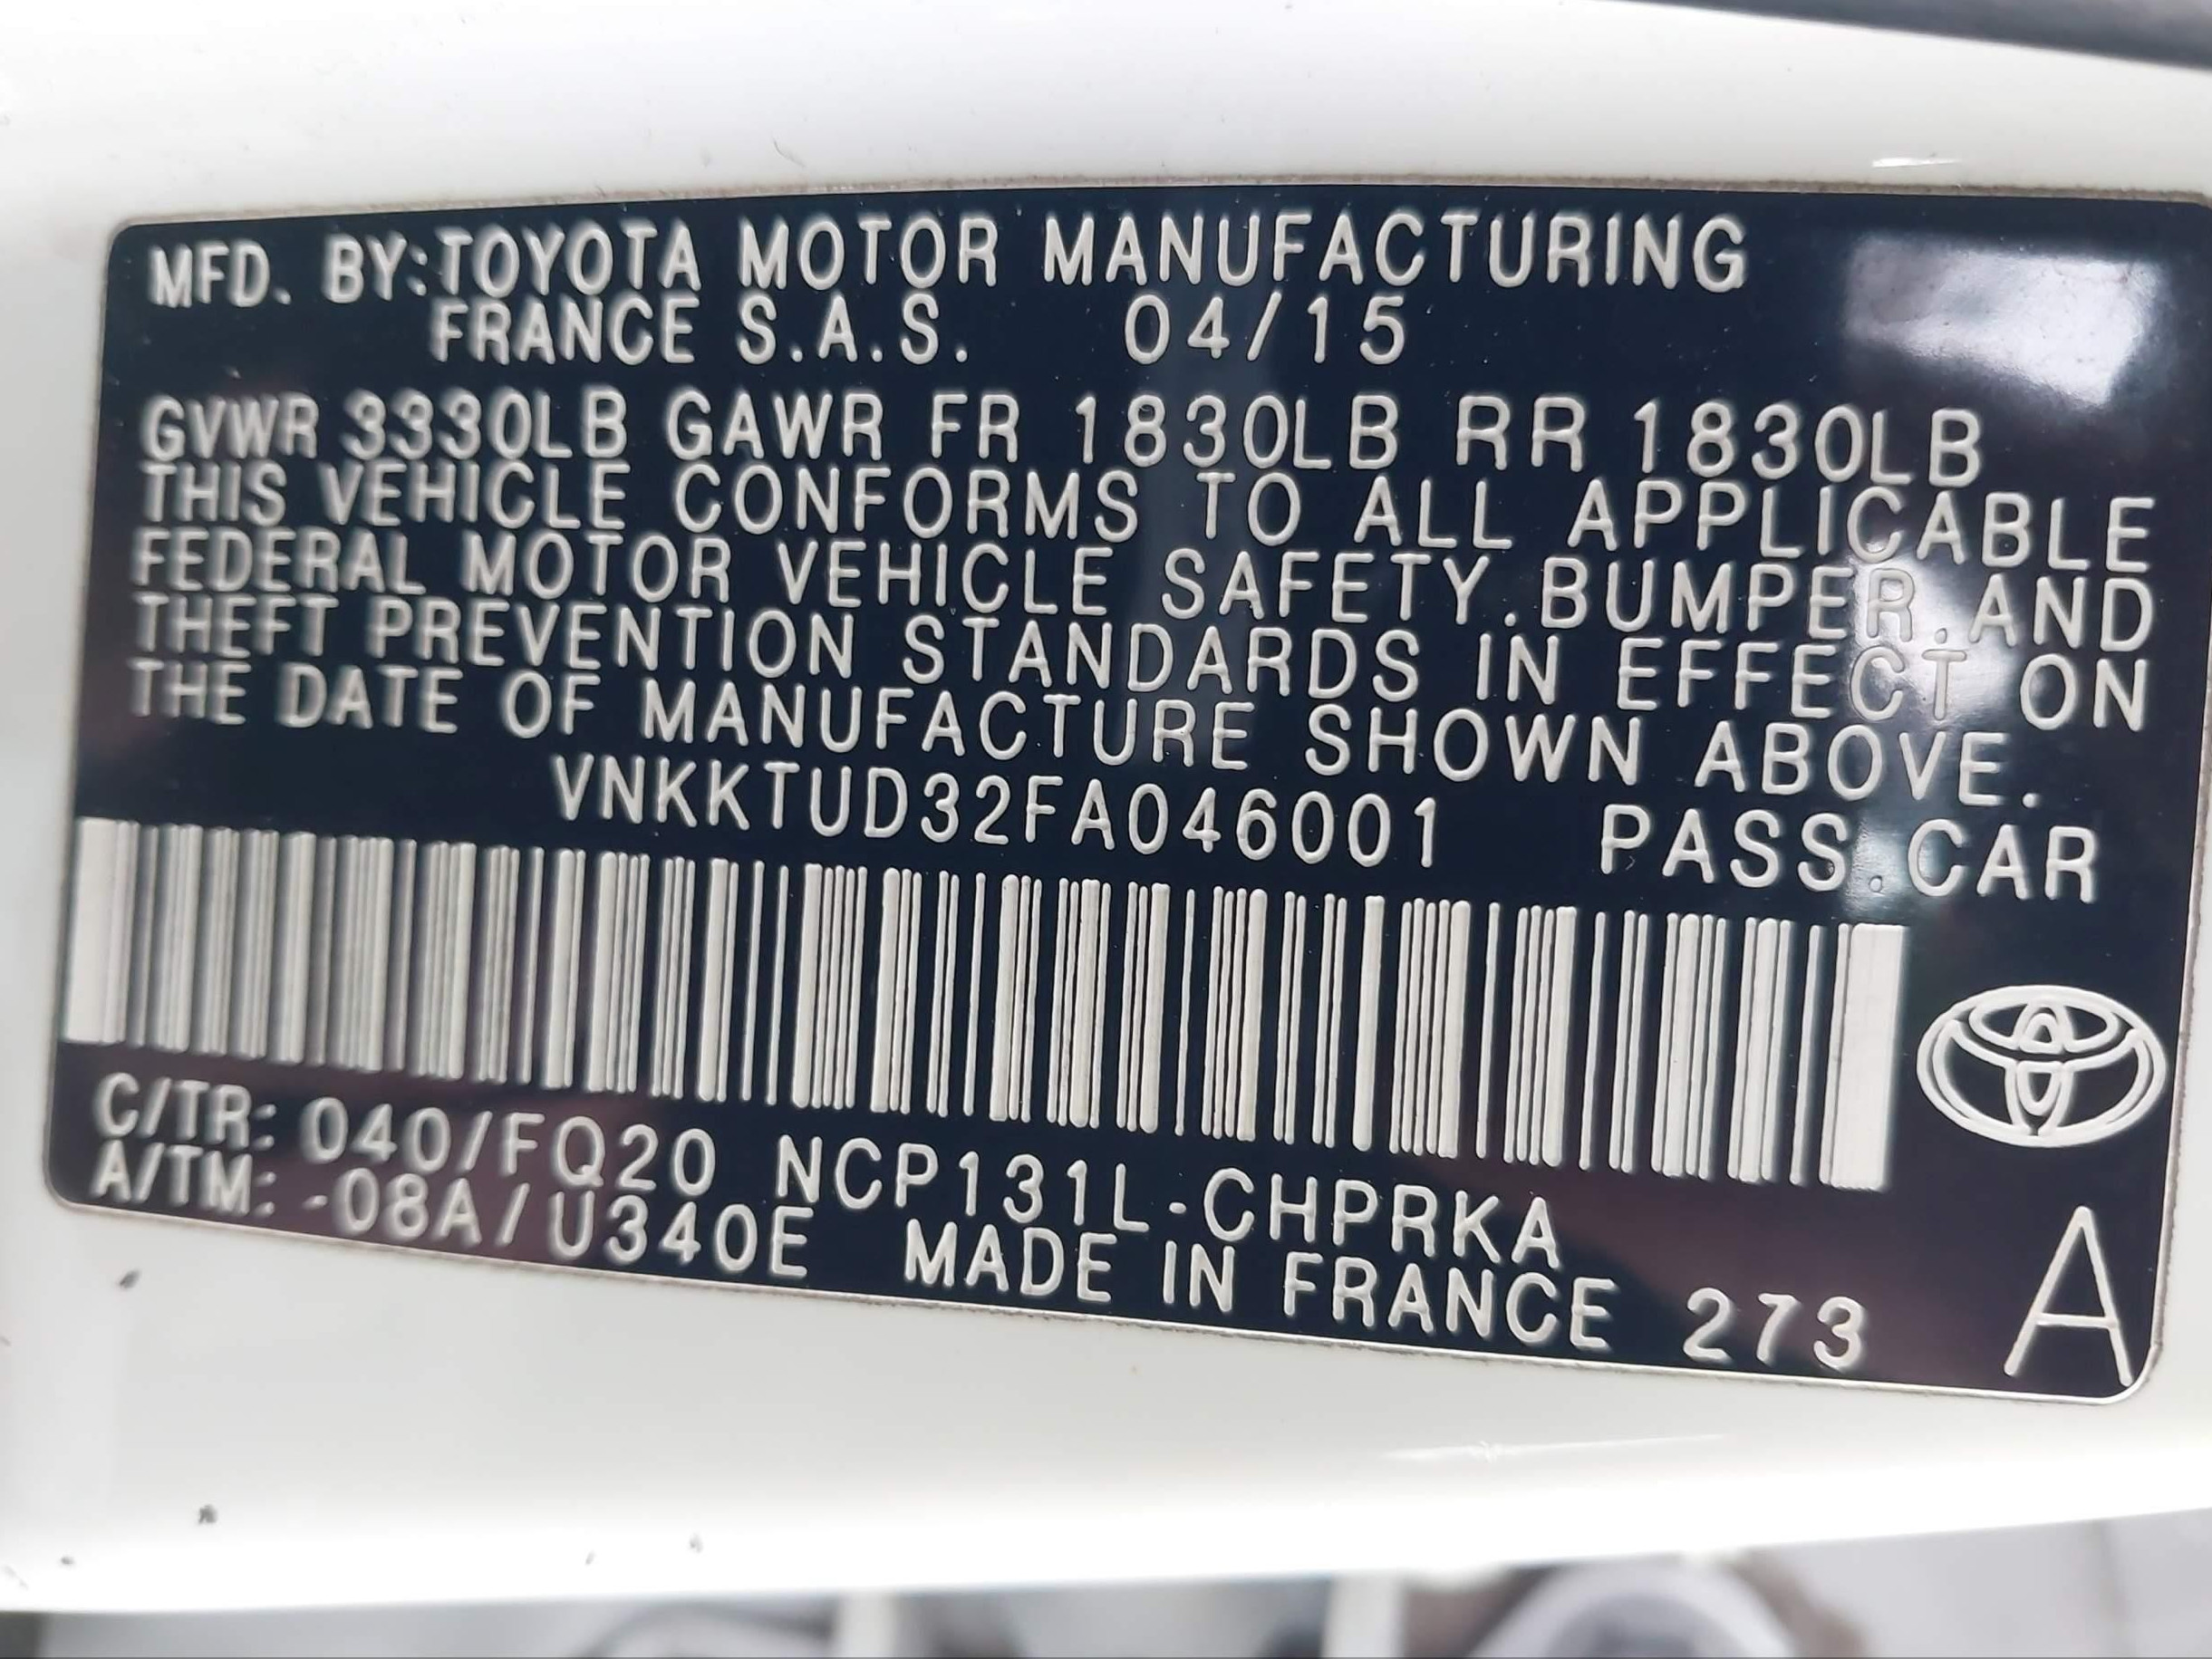 MFD. BY:TOYOTA MOTOR MANUFACTURING
FRANCE S.A.S. 04/15
GVWR 3330LB GAWR FR 1830LB RR 1830LB
THIS VEHICLE CONFORMS TO ALL APPLICABLE
FEDERAL MOTOR VEHICLE SAFETY.BUMPER.AND
THEFT PREVENTION STANDARDS IN EFFECT ON
THE DATE OF MANUFACTURE SHOWN ABOVE.
VNKKTUD32FA046001 PASS.CAR
C/TR: 040/FQ20 NCP131L-CHPRKA
A/TM: -08A/U340E MADE IN FRANCE 273
A